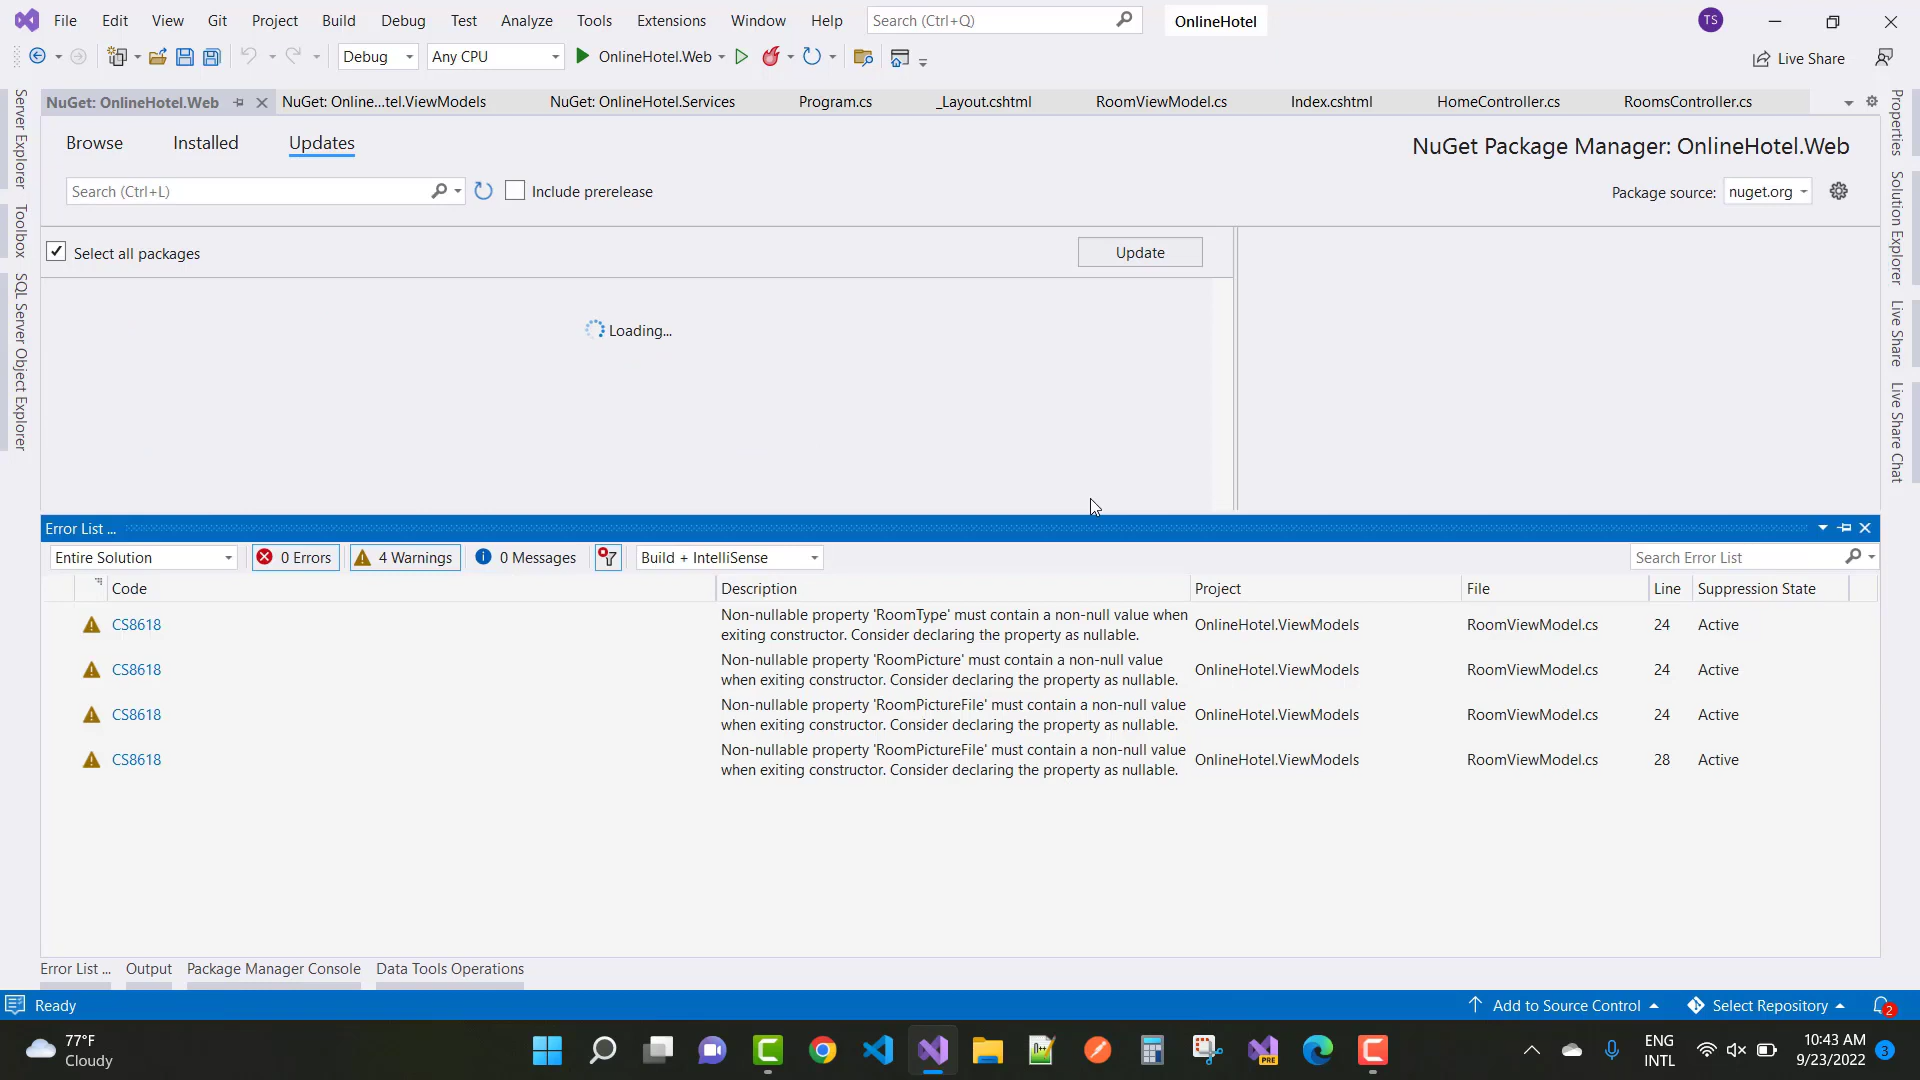 File Edit View Git Project Build Debug Test Analyze Tools Extensions Window Help Search (Ctrl+Q) OnlineHotel TS
Debug Any CPU OnlineHotel.Web Live Share
NuGet: OnlineHotel.Web NuGet: Online...tel.ViewModels NuGet: OnlineHotel.Services Program.cs _Layout.cshtml RoomViewModel.cs Index.cshtml HomeController.cs RoomsController.cs
Server Explorer
Toolbox
SQL Server Object Explorer
Properties
Solution Explorer
Live Share
Live Share Chat
Browse Installed Updates
NuGet Package Manager: OnlineHotel.Web
Search (Ctrl+L) Include prerelease
Package source: nuget.org
Select all packages Update
Loading...
Error List ...
Entire Solution 0 Errors 4 Warnings 0 Messages Build + IntelliSense Search Error List
Code Description Project File Line Suppression State
CS8618 Non-nullable property 'RoomType' must contain a non-null value when
exiting constructor. Consider declaring the property as nullable. OnlineHotel.ViewModels RoomViewModel.cs 24 Active
CS8618 Non-nullable property 'RoomPicture' must contain a non-null value
when exiting constructor. Consider declaring the property as nullable. OnlineHotel.ViewModels RoomViewModel.cs 24 Active
CS8618 Non-nullable property 'RoomPictureFile' must contain a non-null value
when exiting constructor. Consider declaring the property as nullable. OnlineHotel.ViewModels RoomViewModel.cs 24 Active
CS8618 Non-nullable property 'RoomPictureFile' must contain a non-null value
when exiting constructor. Consider declaring the property as nullable. OnlineHotel.ViewModels RoomViewModel.cs 28 Active
Error List ... Output Package Manager Console Data Tools Operations
Ready Add to Source Control Select Repository 2
77°F
Cloudy
PRE
ENG
INTL
10:43 AM
9/23/2022
3